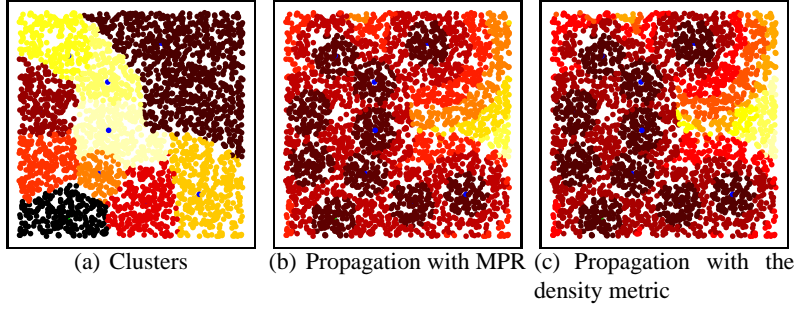 (a) Clusters
(b) Propagation with MPR
(c) Propagation with the
density metric